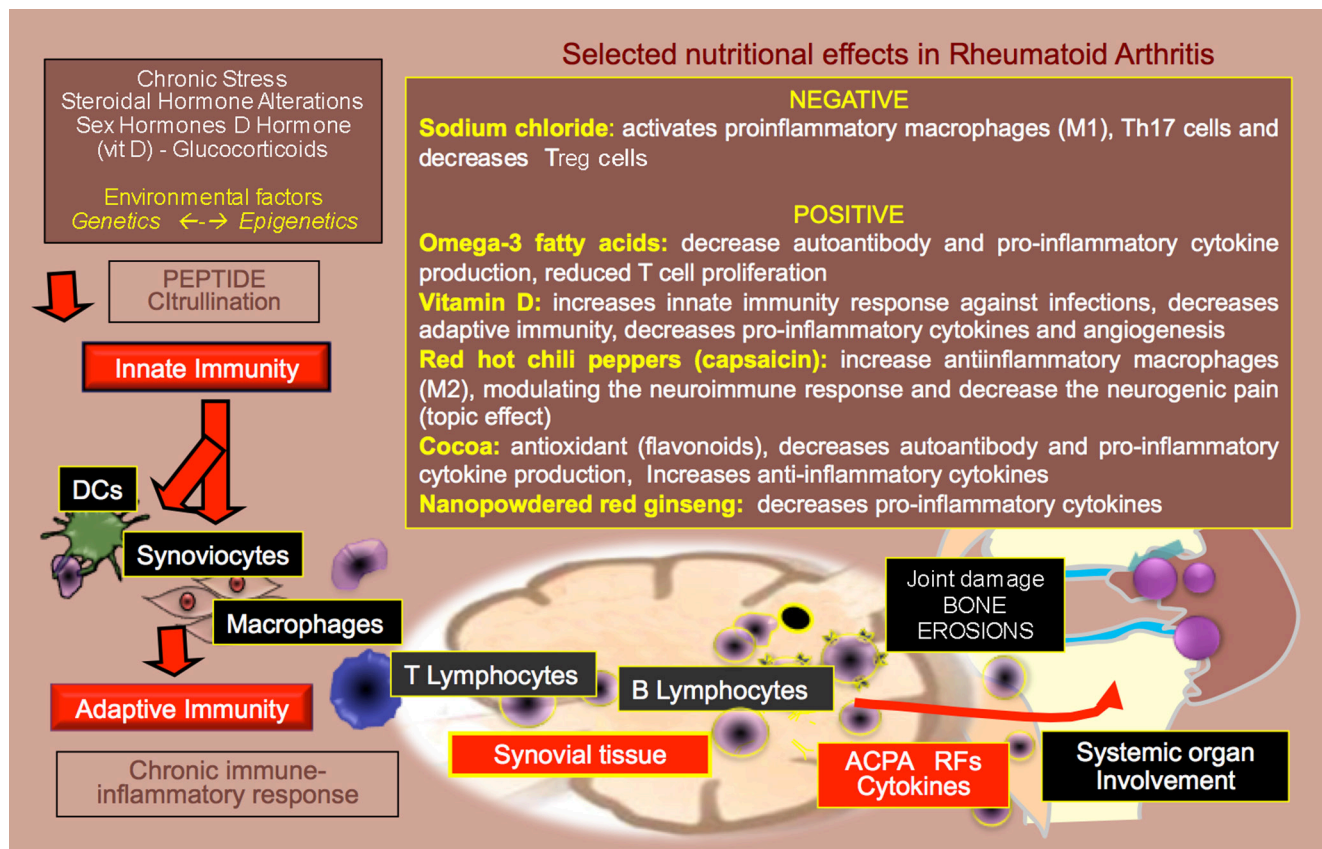 Selected nutritional effects in Rheumatoid Arthritis
Chronic Stress
Steroidal Hormone Alterations
Sex Hormones D Hormone
(vit D) - Glucocorticoids
Environmental factors
Genetics ←-→ Epigenetics
PEPTIDE
CItrullination
Innate Immunity
DCs
Synoviocytes
Macrophages
Adaptive Immunity
Chronic immune-
inflammatory response
NEGATIVE
Sodium chloride: activates proinflammatory macrophages (M1), Th17 cells and
decreases Treg cells
POSITIVE
Omega-3 fatty acids: decrease autoantibody and pro-inflammatory cytokine
production, reduced T cell proliferation
Vitamin D: increases innate immunity response against infections, decreases
adaptive immunity, decreases pro-inflammatory cytokines and angiogenesis
Red hot chili peppers (capsaicin): increase antiinflammatory macrophages
(M2), modulating the neuroimmune response and decrease the neurogenic pain
(topic effect)
Cocoa: antioxidant (flavonoids), decreases autoantibody and pro-inflammatory
cytokine production, Increases anti-inflammatory cytokines
Nanopowdered red ginseng: decreases pro-inflammatory cytokines
T Lymphocytes
B Lymphocytes
Synovial tissue
ACPA RFs
Cytokines
Joint damage
BONE
EROSIONS
Systemic organ
Involvement